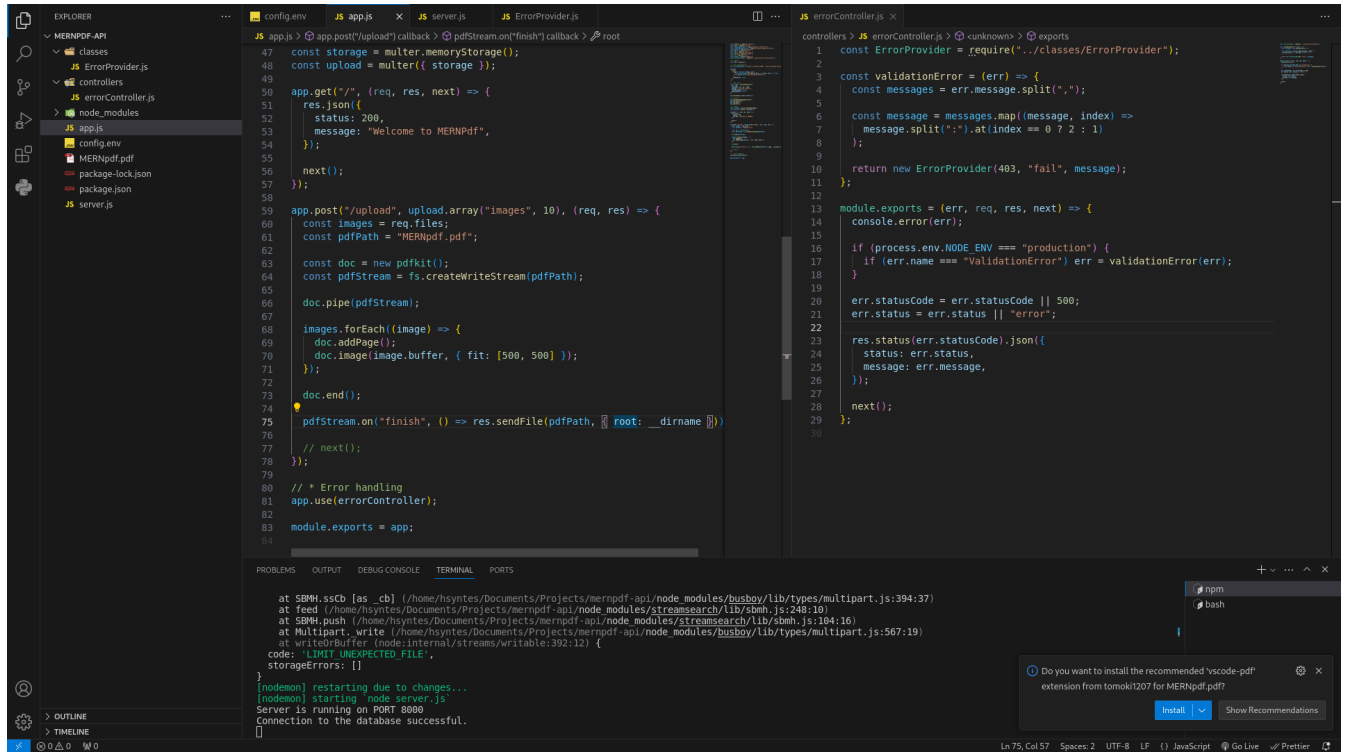 EXPLORER
MERNPDF-API
classes
JS ErrorProvider.js
controllers
JS errorController.js
node_modules
JS app.js
config.env
MERNpdf.pdf
package-lock.json
package.json
JS server.js
OUTLINE
TIMELINE
config.env
JS app.js
JS server.js
JS ErrorProvider.js
JS app.js > app.post("/upload") callback > pdfStream.on("finish") callback > root
47 const storage = multer.memoryStorage();
48 const upload = multer({ storage });
49
50 app.get("/", (req, res, next) => {
51 res.json({
52 status: 200,
53 message: "Welcome to MERNPdf",
54 });
55
56 next();
57 });
58
59 app.post("/upload", upload.array("images", 10), (req, res) => {
60 const images = req.files;
61 const pdfPath = "MERNpdf.pdf";
62
63 const doc = new pdfkit();
64 const pdfStream = fs.createWriteStream(pdfPath);
65
66 doc.pipe(pdfStream);
67
68 images.forEach((image) => {
69 doc.addPage();
70 doc.image(image.buffer, { fit: [500, 500] });
71 });
72
73 doc.end();
74
75 pdfStream.on("finish", () => res.sendFile(pdfPath, { root: __dirname }))
76
77 // next();
78 });
79
80 // * Error handling
81 app.use(errorController);
82
83 module.exports = app;
84
JS errorController.js
controllers > JS errorController.js > <unknown> > exports
1 const ErrorProvider = require("../classes/ErrorProvider");
2
3 const validationError = (err) => {
4 const messages = err.message.split(",");
5
6 const message = messages.map((message, index) =>
7 message.split(":").at(index == 0 ? 2 : 1)
8 );
9
10 return new ErrorProvider(403, "fail", message);
11 };
12
13 module.exports = (err, req, res, next) => {
14 console.error(err);
15
16 if (process.env.NODE_ENV === "production") {
17 if (err.name === "ValidationError") err = validationError(err);
18 }
19
20 err.statusCode = err.statusCode || 500;
21 err.status = err.status || "error";
22
23 res.status(err.statusCode).json({
24 status: err.status,
25 message: err.message,
26 });
27
28 next();
29 };
30
PROBLEMS OUTPUT DEBUG CONSOLE TERMINAL PORTS
at SBMH.ssCb [as _cb] (/home/hsyntes/Documents/Projects/mernpdf-api/node_modules/busboy/lib/types/multipart.js:394:37)
at feed (/home/hsyntes/Documents/Projects/mernpdf-api/node_modules/streamsearch/lib/sbmh.js:248:10)
at SBMH.push (/home/hsyntes/Documents/Projects/mernpdf-api/node_modules/streamsearch/lib/sbmh.js:104:16)
at Multipart._write (/home/hsyntes/Documents/Projects/mernpdf-api/node_modules/busboy/lib/types/multipart.js:567:19)
at writeOrBuffer (node:internal/streams/writable:392:12) {
code: 'LIMIT_UNEXPECTED_FILE',
storageErrors: []
}
[nodemon] restarting due to changes...
[nodemon] starting `node server.js`
Server is running on PORT 8000
Connection to the database successful.
npm
bash
Do you want to install the recommended 'vscode-pdf'
extension from tomoki1207 for MERNpdf.pdf?
Install
Show Recommendations
0 0 0
Ln 75, Col 57 Spaces: 2 UTF-8 LF {} JavaScript Go Live Prettier